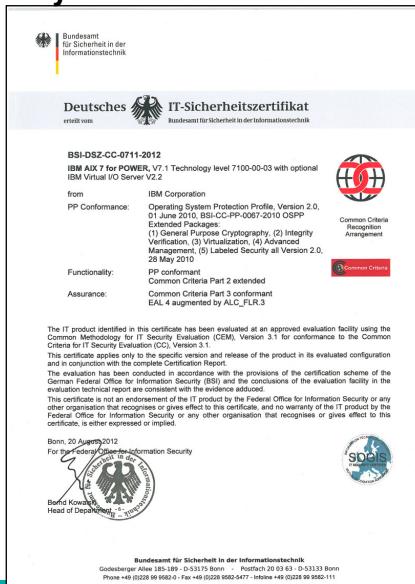 Bundesamt
für Sicherheit in der
Informationstechnik
Deutsches IT-Sicherheitszertifikat
erteilt vom Bundesamt für Sicherheit in der Informationstechnik
BSI-DSZ-CC-0711-2012
IBM AIX 7 for POWER, V7.1 Technology level 7100-00-03 with optional
IBM Virtual I/O Server V2.2
from IBM Corporation
PP Conformance: Operating System Protection Profile, Version 2.0,
01 June 2010, BSI-CC-PP-0067-2010 OSPP
Extended Packages:
(1) General Purpose Cryptography, (2) Integrity
Verification, (3) Virtualization, (4) Advanced
Management, (5) Labeled Security all Version 2.0,
28 May 2010
Functionality: PP conformant
Common Criteria Part 2 extended
Assurance: Common Criteria Part 3 conformant
EAL 4 augmented by ALC_FLR.3
Common Criteria
Recognition
Arrangement
Common Criteria
The IT product identified in this certificate has been evaluated at an approved evaluation facility using the
Common Methodology for IT Security Evaluation (CEM), Version 3.1 for conformance to the Common
Criteria for IT Security Evaluation (CC), Version 3.1.
This certificate applies only to the specific version and release of the product in its evaluated configuration
and in conjunction with the complete Certification Report.
The evaluation has been conducted in accordance with the provisions of the certification scheme of the
German Federal Office for Information Security (BSI) and the conclusions of the evaluation facility in the
evaluation technical report are consistent with the evidence adduced.
This certificate is not an endorsement of the IT product by the Federal Office for Information Security or any
other organisation that recognises or gives effect to this certificate, and no warranty of the IT product by the
Federal Office for Information Security or any other organisation that recognises or gives effect to this
certificate, is either expressed or implied.
Bonn, 20 August 2012
For the Federal Office for Information Security
Bernd Kowalski
Head of Department
Bundesamt für Sicherheit in der Informationstechnik
Godesberger Allee 185-189 - D-53175 Bonn - Postfach 20 03 63 - D-53133 Bonn
Phone +49 (0)228 99 9582-0 - Fax +49 (0)228 9582-5477 - Infoline +49 (0)228 99 9582-111